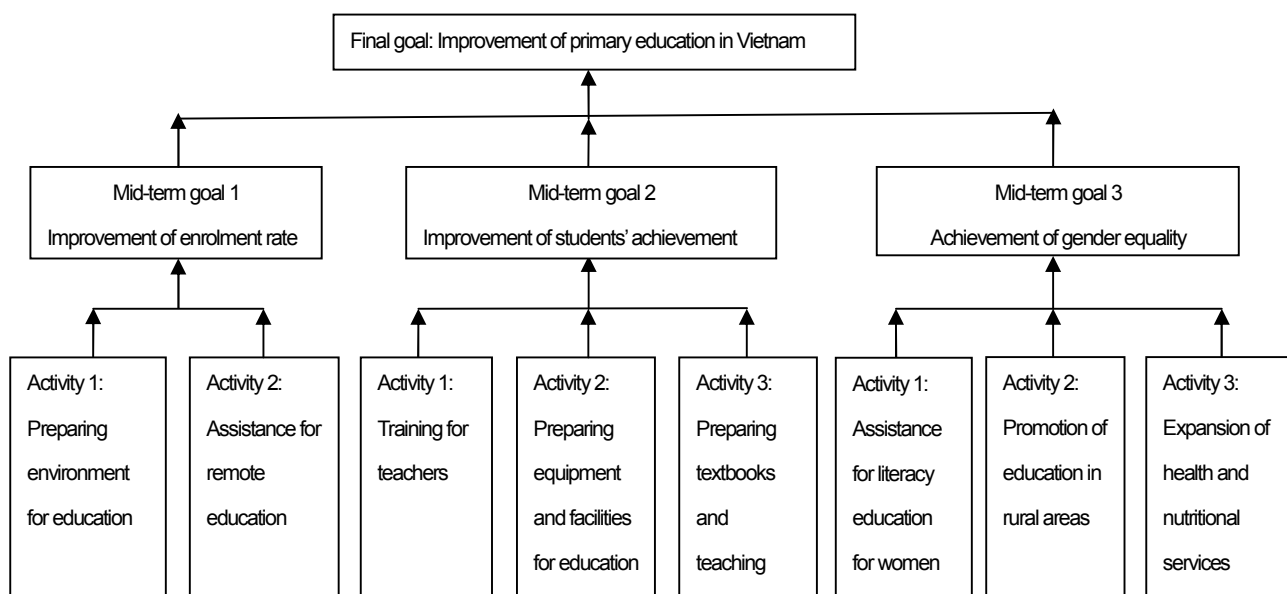 Final goal: Improvement of primary education in Vietnam
Mid-term goal 1
Improvement of enrolment rate
Mid-term goal 2
Improvement of students' achievement
Mid-term goal 3
Achievement of gender equality
Activity 1:
Preparing
environment
for education
Activity 2:
Assistance for
remote
education
Activity 1:
Training for
teachers
Activity 2:
Preparing
equipment
and facilities
for education
Activity 3:
Preparing
textbooks
and
teaching
Activity 1:
Assistance
for literacy
education
for women
Activity 2:
Promotion of
education in
rural areas
Activity 3:
Expansion of
health and
nutritional
services